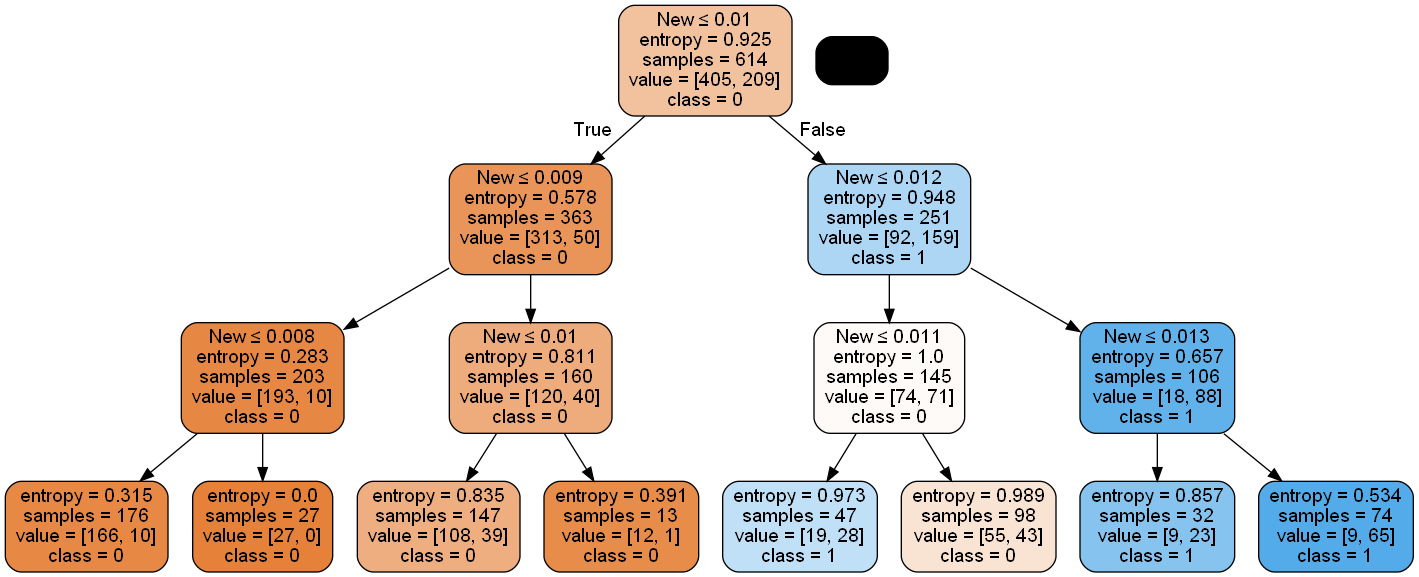 New ≤ 0.01
entropy = 0.925
samples = 614
value = [405, 209]
class = 0
True
False
New ≤ 0.009
entropy = 0.578
samples = 363
value = [313, 50]
class = 0
New ≤ 0.012
entropy = 0.948
samples = 251
value = [92, 159]
class = 1
New ≤ 0.008
entropy = 0.283
samples = 203
value = [193, 10]
class = 0
New ≤ 0.01
entropy = 0.811
samples = 160
value = [120, 40]
class = 0
New ≤ 0.011
entropy = 1.0
samples = 145
value = [74, 71]
class = 0
New ≤ 0.013
entropy = 0.657
samples = 106
value = [18, 88]
class = 1
entropy = 0.315
samples = 176
value = [166, 10]
class = 0
entropy = 0.0
samples = 27
value = [27, 0]
class = 0
entropy = 0.835
samples = 147
value = [108, 39]
class = 0
entropy = 0.391
samples = 13
value = [12, 1]
class = 0
entropy = 0.973
samples = 47
value = [19, 28]
class = 1
entropy = 0.989
samples = 98
value = [55, 43]
class = 0
entropy = 0.857
samples = 32
value = [9, 23]
class = 1
entropy = 0.534
samples = 74
value = [9, 65]
class = 1